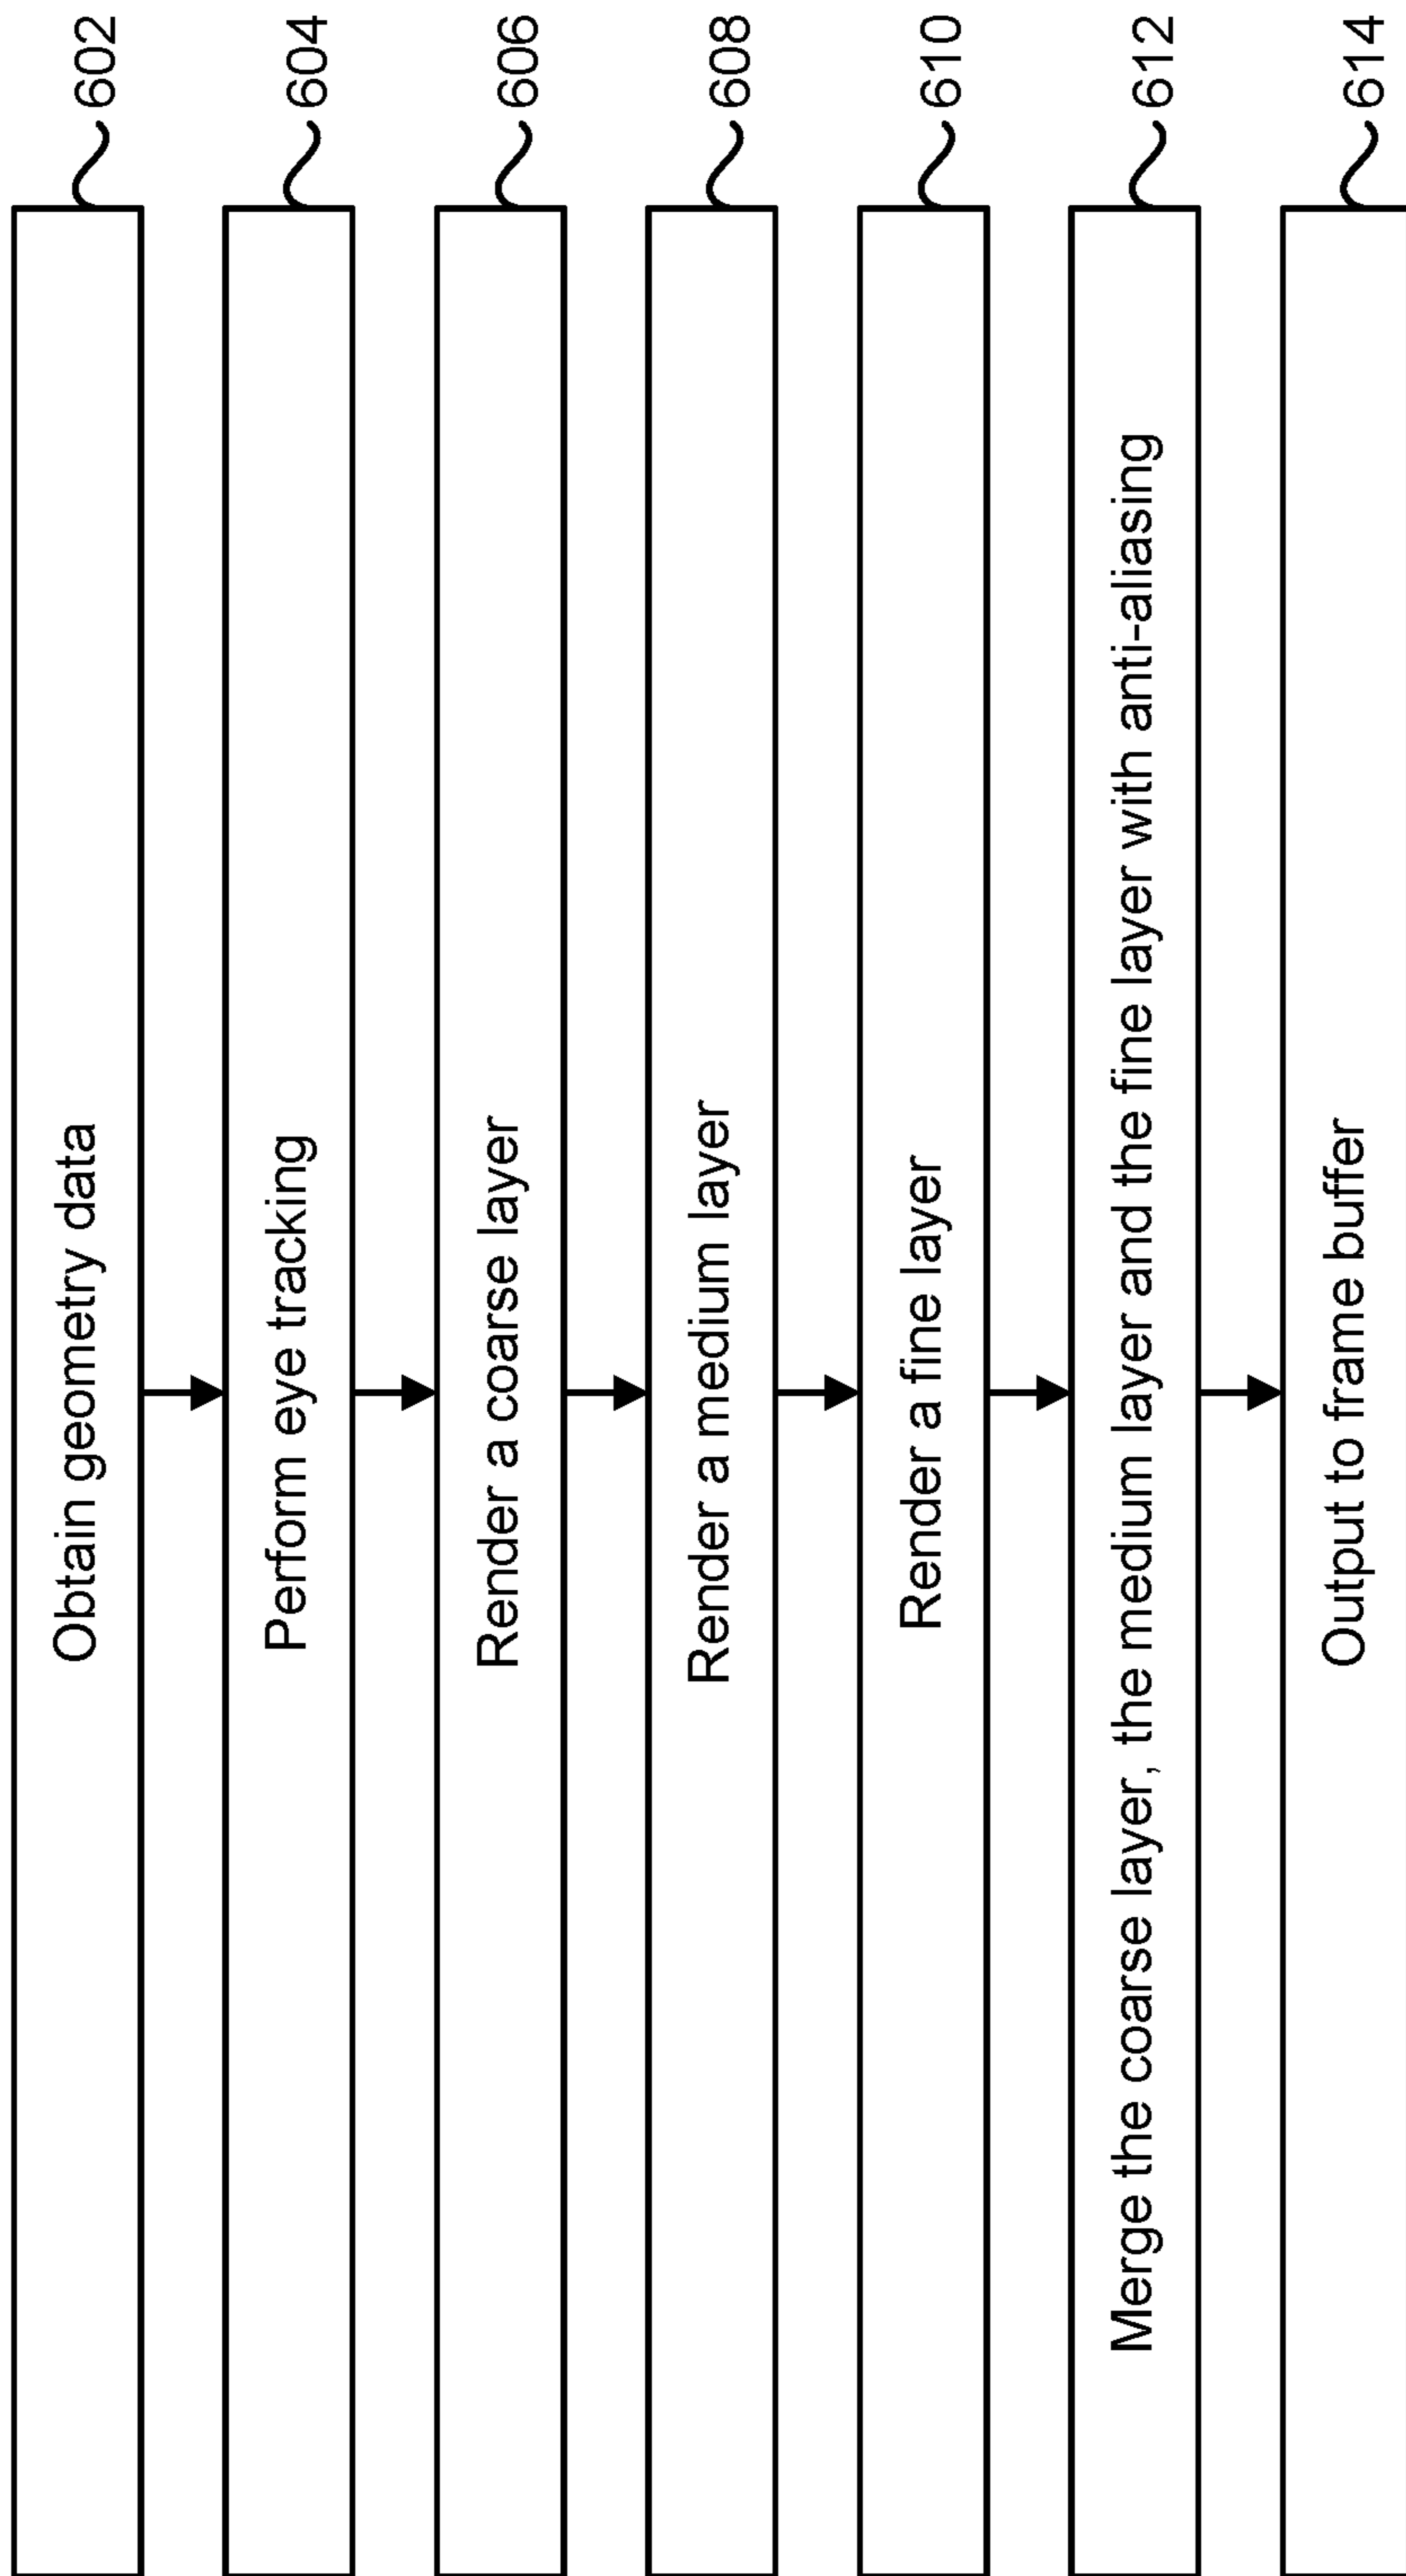 Obtain geometry data
602
Perform eye tracking
604
Render a coarse layer
606
Render a medium layer
608
Render a fine layer
610
Merge the coarse layer, the medium layer and the fine layer with anti-aliasing
612
Output to frame buffer
614